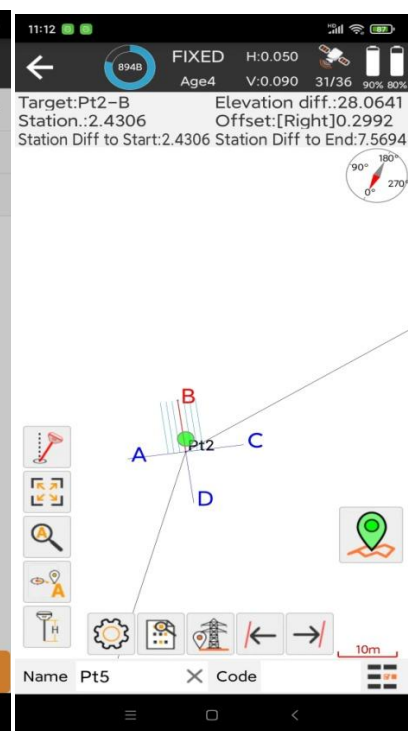 11:12 HD 87
894B FIXED H:0.050
Age4 V:0.090 31/36 90% 80%
Target:Pt2-B Elevation diff.:28.0641
Station.:2.4306 Offset:[Right]0.2992
Station Diff to Start:2.4306 Station Diff to End:7.5694
90° 180°
0° 270°
B
A Pt2 C
D
A
A
H
10m
Name Pt5 Code